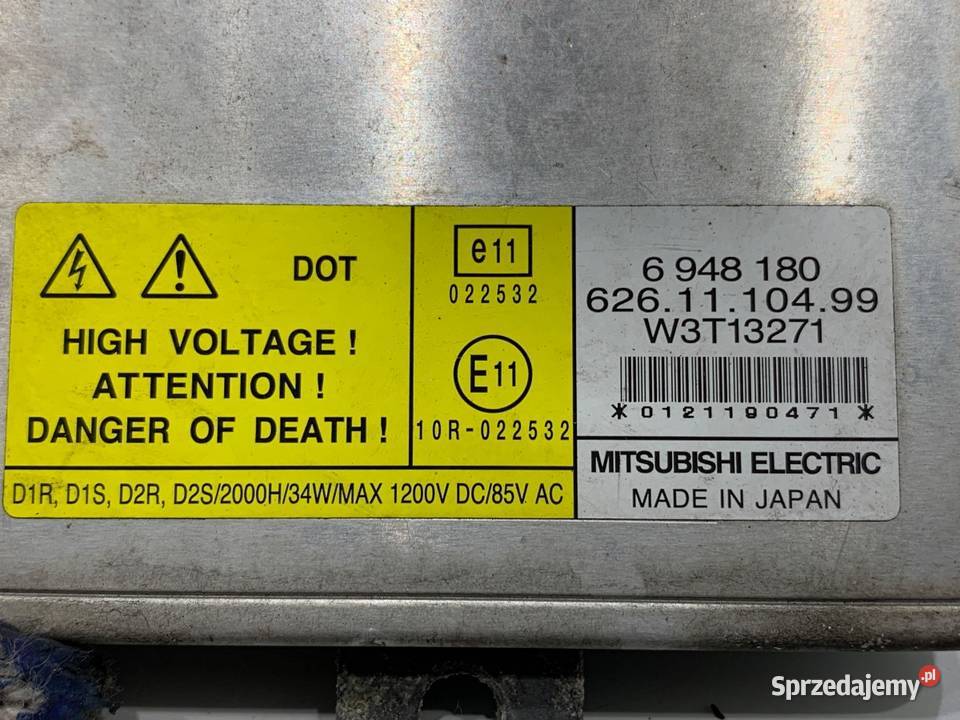 DOT
HIGH VOLTAGE !
ATTENTION !
DANGER OF DEATH !
e11
022532
E11
10R-022532
D1R, D1S, D2R, D2S/2000H/34W/MAX 1200V DC/85V AC
6 948 180
626.11.104.99
W3T13271
*0121190471*
MITSUBISHI ELECTRIC
MADE IN JAPAN
Sprzedajemy.pl